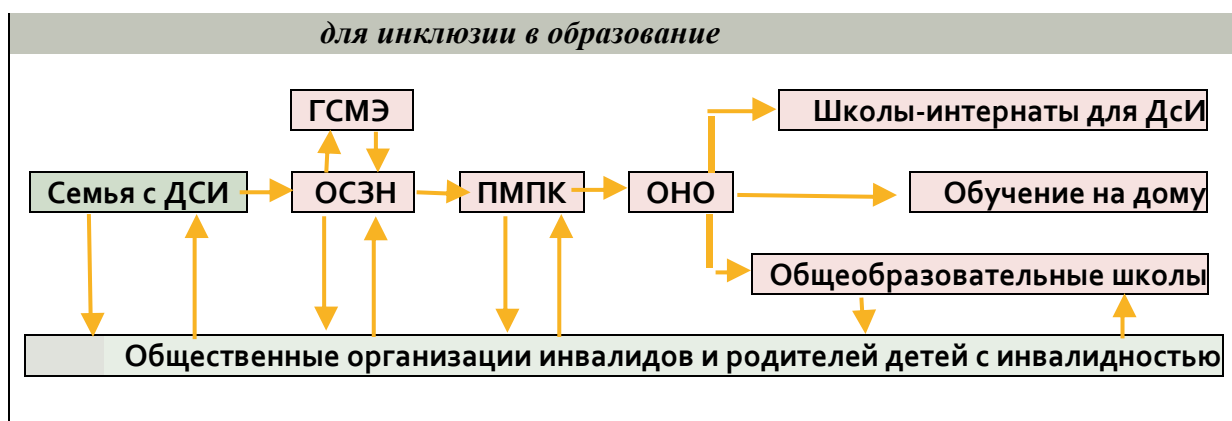 для инклюзии в образование
ГСМЭ
Школы-интернаты для ДсИ
Семья с ДСИ
ОСЗН
ПМПК
ОНО
Обучение на дому
Общеобразовательные школы
Общественные организации инвалидов и родителей детей с инвалидностью